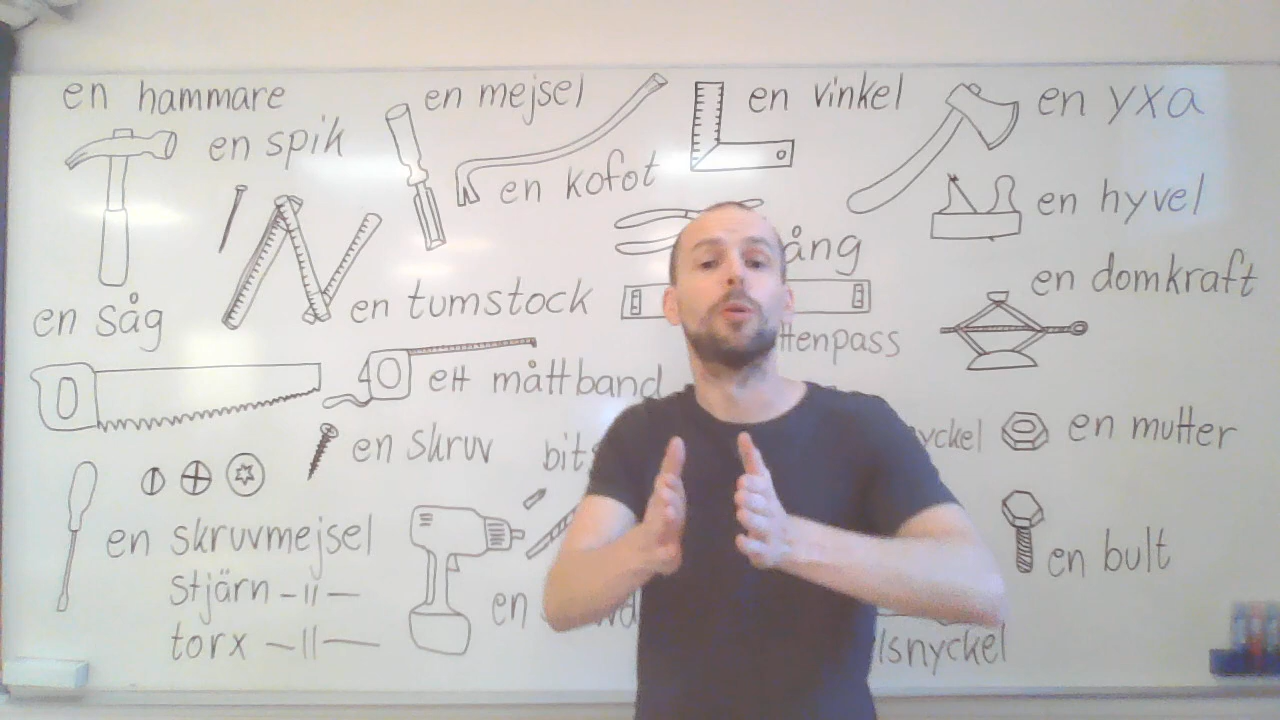 en hammare
en spik
en mejsel
en kofot
en vinkel
en yxa
en hyvel
en domkraft
en såg
en tumstock
ång
ttenpass
ett måttband
en skruv
bits
yckel
en mutter
en skruvmejsel
stjärn -11-
torx -11-
en
lsnyckel
en bult